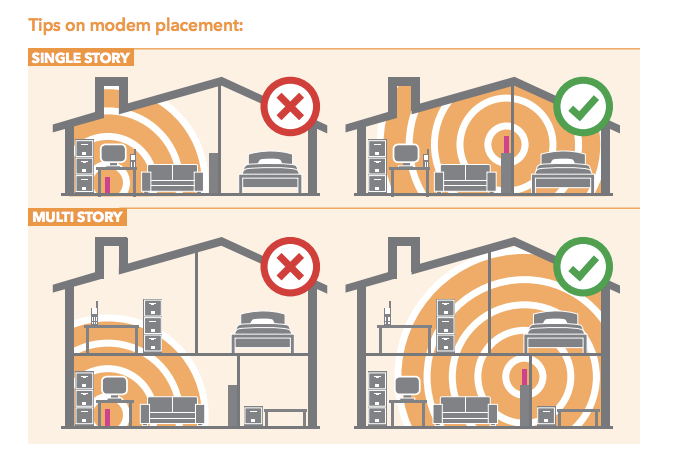 Tips on modem placement:
SINGLE STORY
MULTI STORY